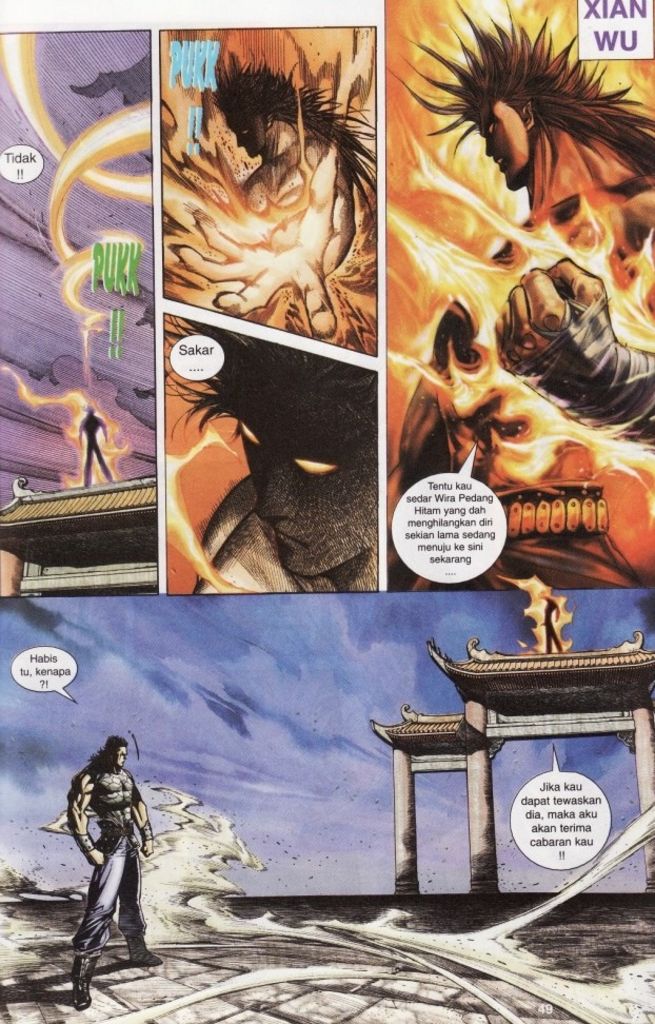 Tidak
!!
PUKK
!!
PUKK
!!
Sakar
....
XIAN
WU
Tentu kau
sedar Wira Pedang
Hitam yang dah
menghilangkan diri
sekian lama sedang
menuju ke sini
sekarang
....
Habis
tu, kenapa
?!
Jika kau
dapat tewaskan
dia, maka aku
akan terima
cabaran kau
!!
49